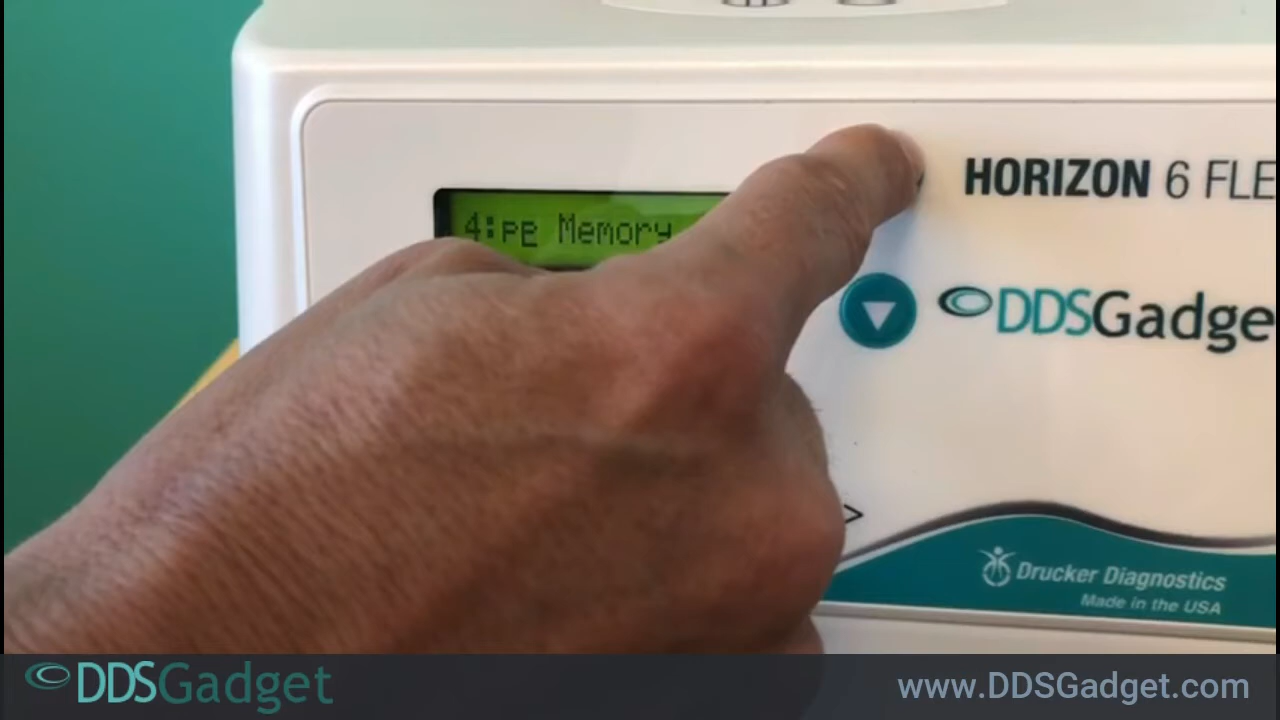 HORIZON 6 FLE
4:PE Memory
DDSGadge
Drucker Diagnostics
Made in the USA
DDSGadget
www.DDSGadget.com